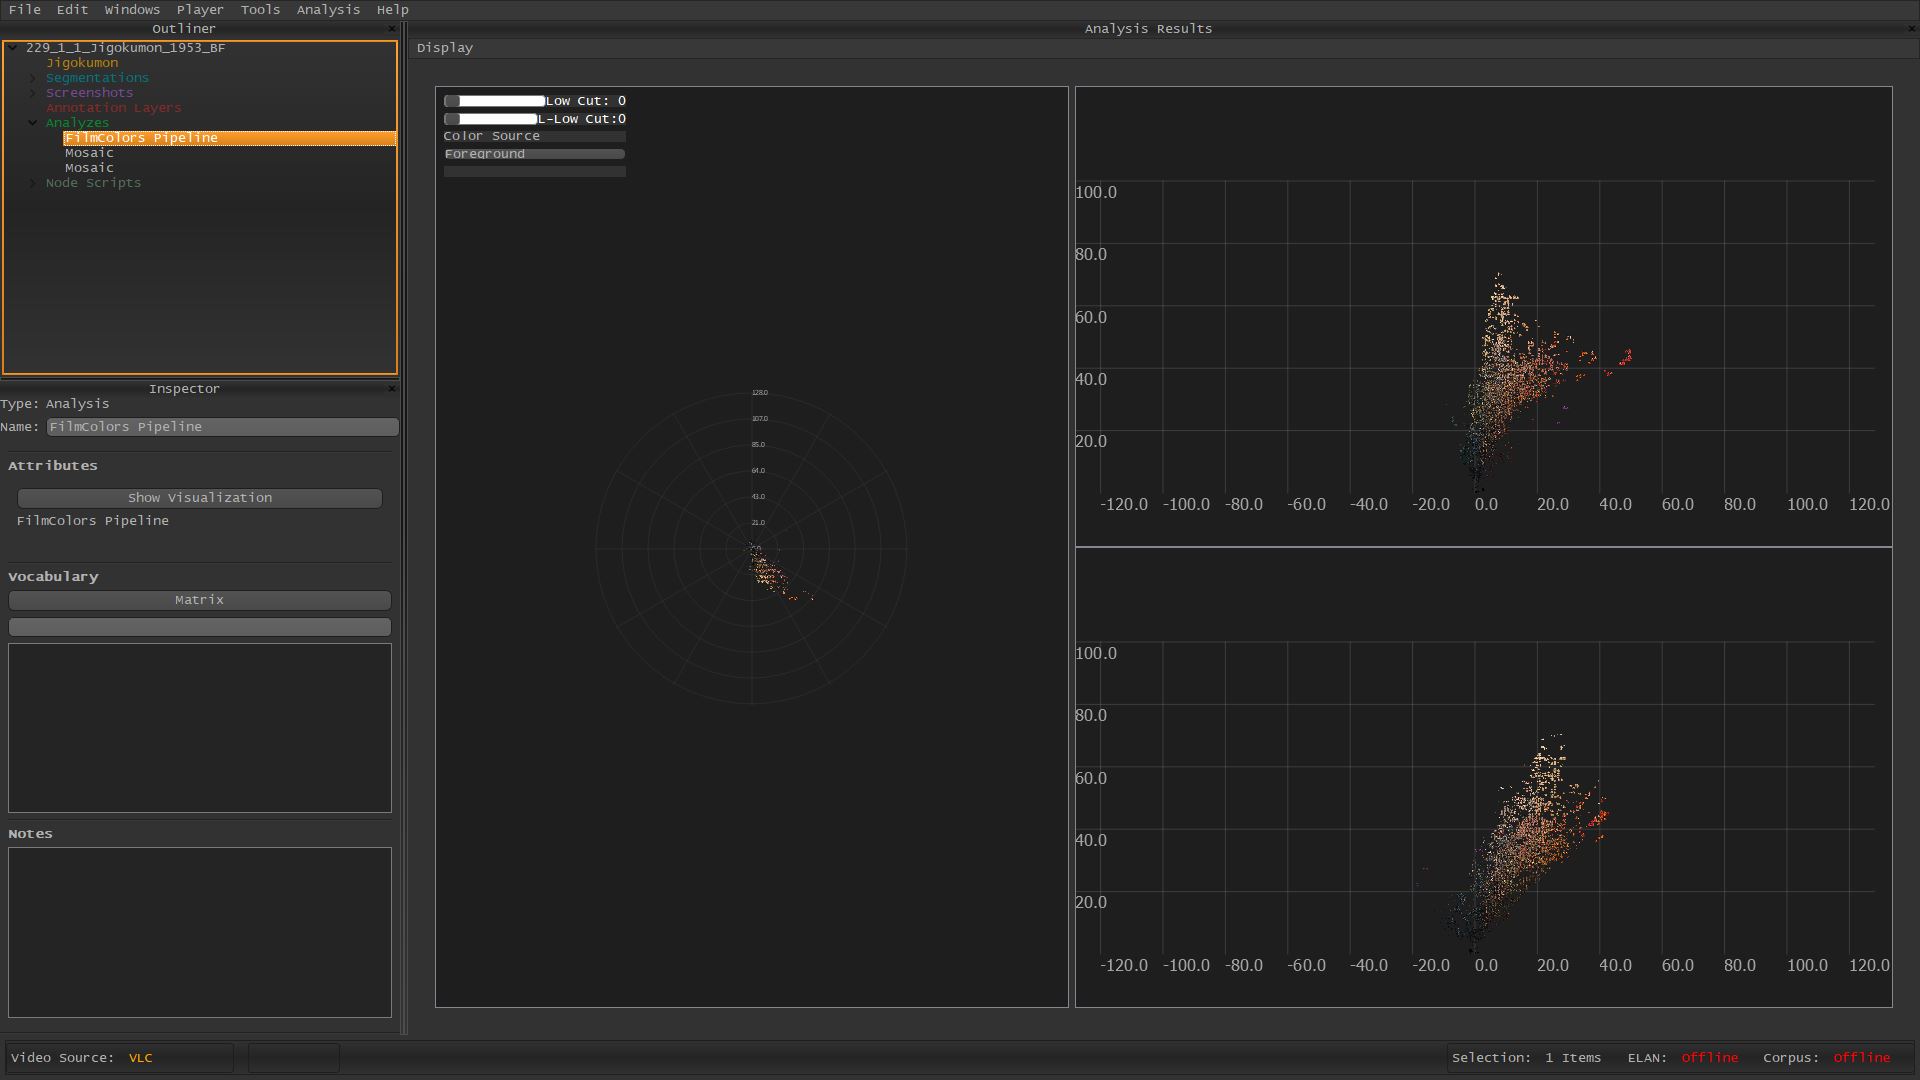 File Edit Windows Player Tools Analysis Help
Outliner
229_1_1_Jigokumon_1953_BF
Jigokumon
Segmentations
Screenshots
Annotation Layers
Analyzes
FilmColors Pipeline
Mosaic
Mosaic
Node Scripts
Inspector
Type: Analysis
Name: FilmColors Pipeline
Attributes
Show Visualization
FilmColors Pipeline
Vocabulary
Matrix
Notes
Analysis Results
Display
Low Cut: 0
L-Low Cut:0
Color Source
Foreground
128.0
107.0
85.0
64.0
43.0
21.0
100.0
80.0
60.0
40.0
20.0
-120.0 -100.0 -80.0 -60.0 -40.0 -20.0 0.0 20.0 40.0 60.0 80.0 100.0 120.0
100.0
80.0
60.0
40.0
20.0
-120.0 -100.0 -80.0 -60.0 -40.0 -20.0 0.0 20.0 40.0 60.0 80.0 100.0 120.0
Video Source: VLC
Selection: 1 Items ELAN: Offline Corpus: Offline